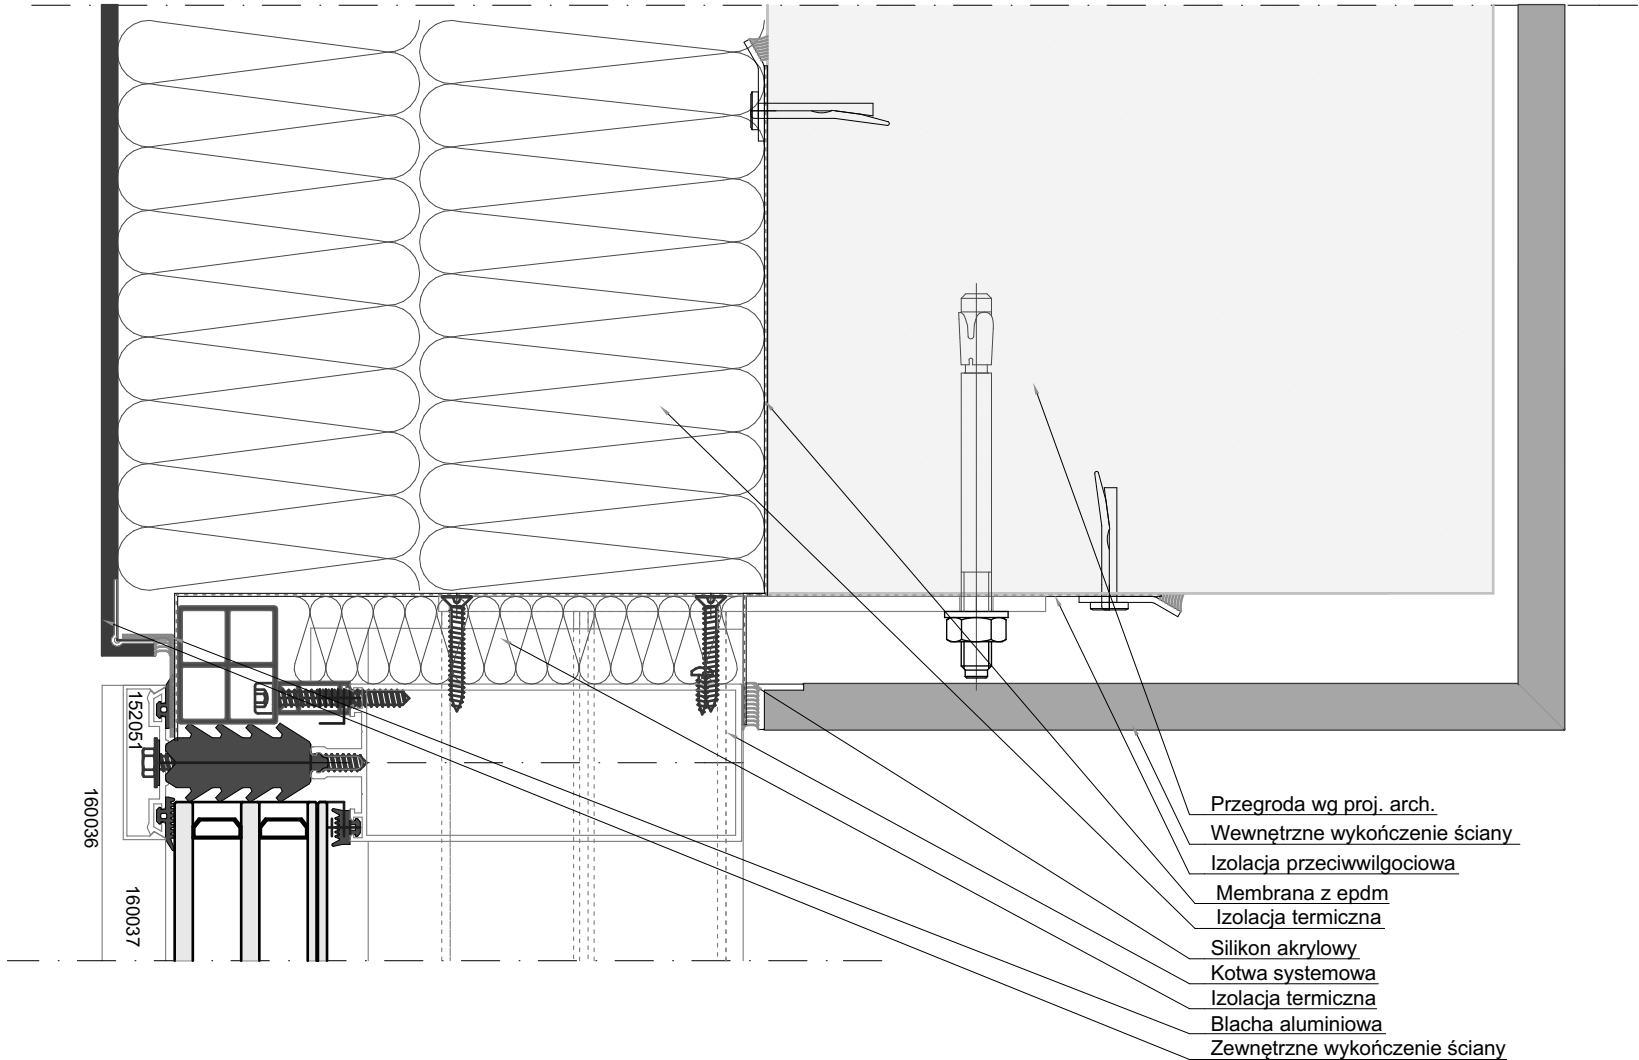 152051
160036
160037
Przegroda wg proj. arch.
Wewnętrzne wykończenie ściany
Izolacja przeciwwilgociowa
Membrana z epdm
Izolacja termiczna
Silikon akrylowy
Kotwa systemowa
Izolacja termiczna
Blacha aluminiowa
Zewnętrzne wykończenie ściany